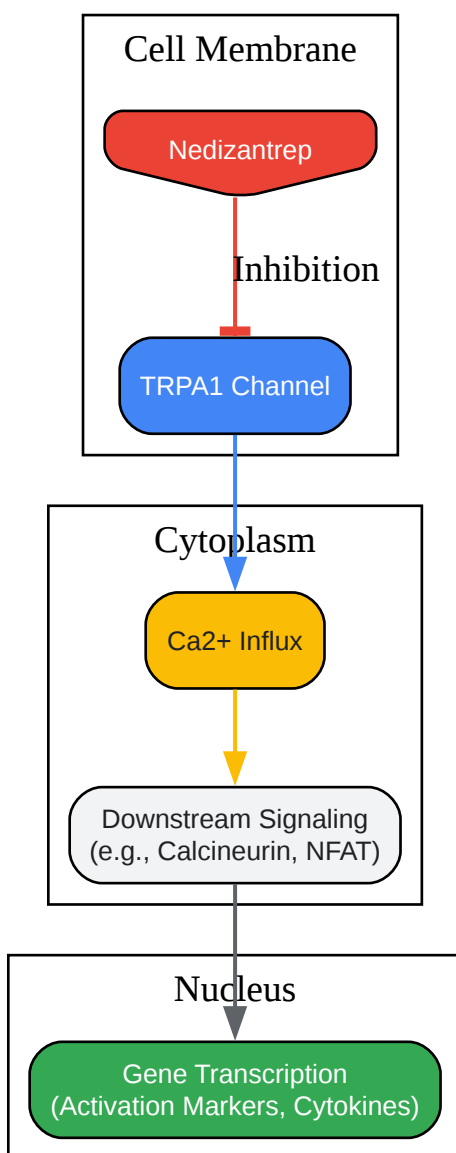 Cell Membrane
Nedizantrep
Inhibition
TRPA1 Channel
Cytoplasm
Ca2+ Influx
Downstream Signaling
(e.g., Calcineurin, NFAT)
Nucleus
Gene Transcription
(Activation Markers, Cytokines)